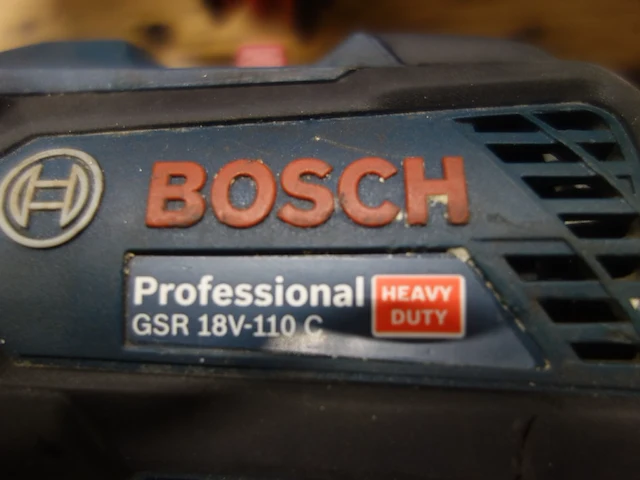 BOSCH
Professional
GSR 18V-110 C
HEAVY
DUTY